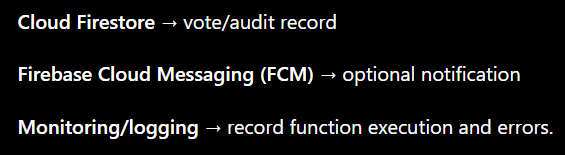 Cloud Firestore → vote/audit record
Firebase Cloud Messaging (FCM) → optional notification
Monitoring/logging → record function execution and errors.